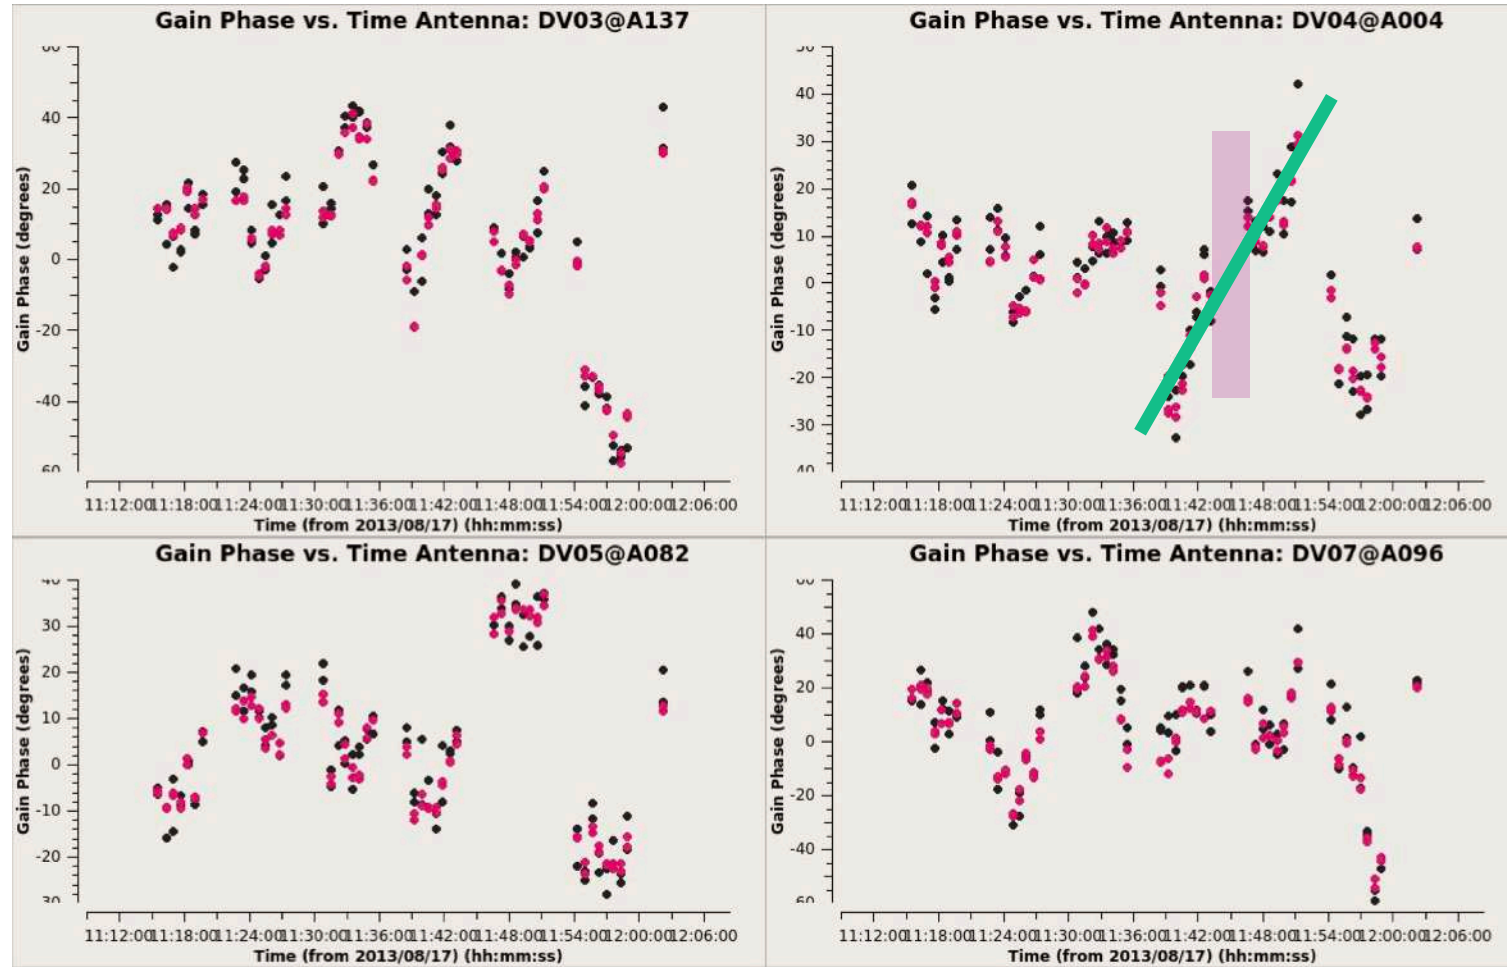 Gain Phase vs. Time Antenna: DV03@A137
Gain Phase (degrees)
40
20
0
-20
-40
11:12:00 11:18:00 11:24:00 11:30:00 11:36:00 11:42:00 11:48:00 11:54:00 12:00:00 12:06:00
Time (from 2013/08/17) (hh:mm:ss)
Gain Phase vs. Time Antenna: DV04@A004
Gain Phase (degrees)
40
30
20
10
0
-10
-20
-30
11:12:00 11:18:00 11:24:00 11:30:00 11:36:00 11:42:00 11:48:00 11:54:00 12:00:00 12:06:00
Time (from 2013/08/17) (hh:mm:ss)
Gain Phase vs. Time Antenna: DV05@A082
Gain Phase (degrees)
40
30
20
10
0
-10
-20
11:12:00 11:18:00 11:24:00 11:30:00 11:36:00 11:42:00 11:48:00 11:54:00 12:00:00 12:06:00
Time (from 2013/08/17) (hh:mm:ss)
Gain Phase vs. Time Antenna: DV07@A096
Gain Phase (degrees)
40
20
0
-20
-40
11:12:00 11:18:00 11:24:00 11:30:00 11:36:00 11:42:00 11:48:00 11:54:00 12:00:00 12:06:00
Time (from 2013/08/17) (hh:mm:ss)